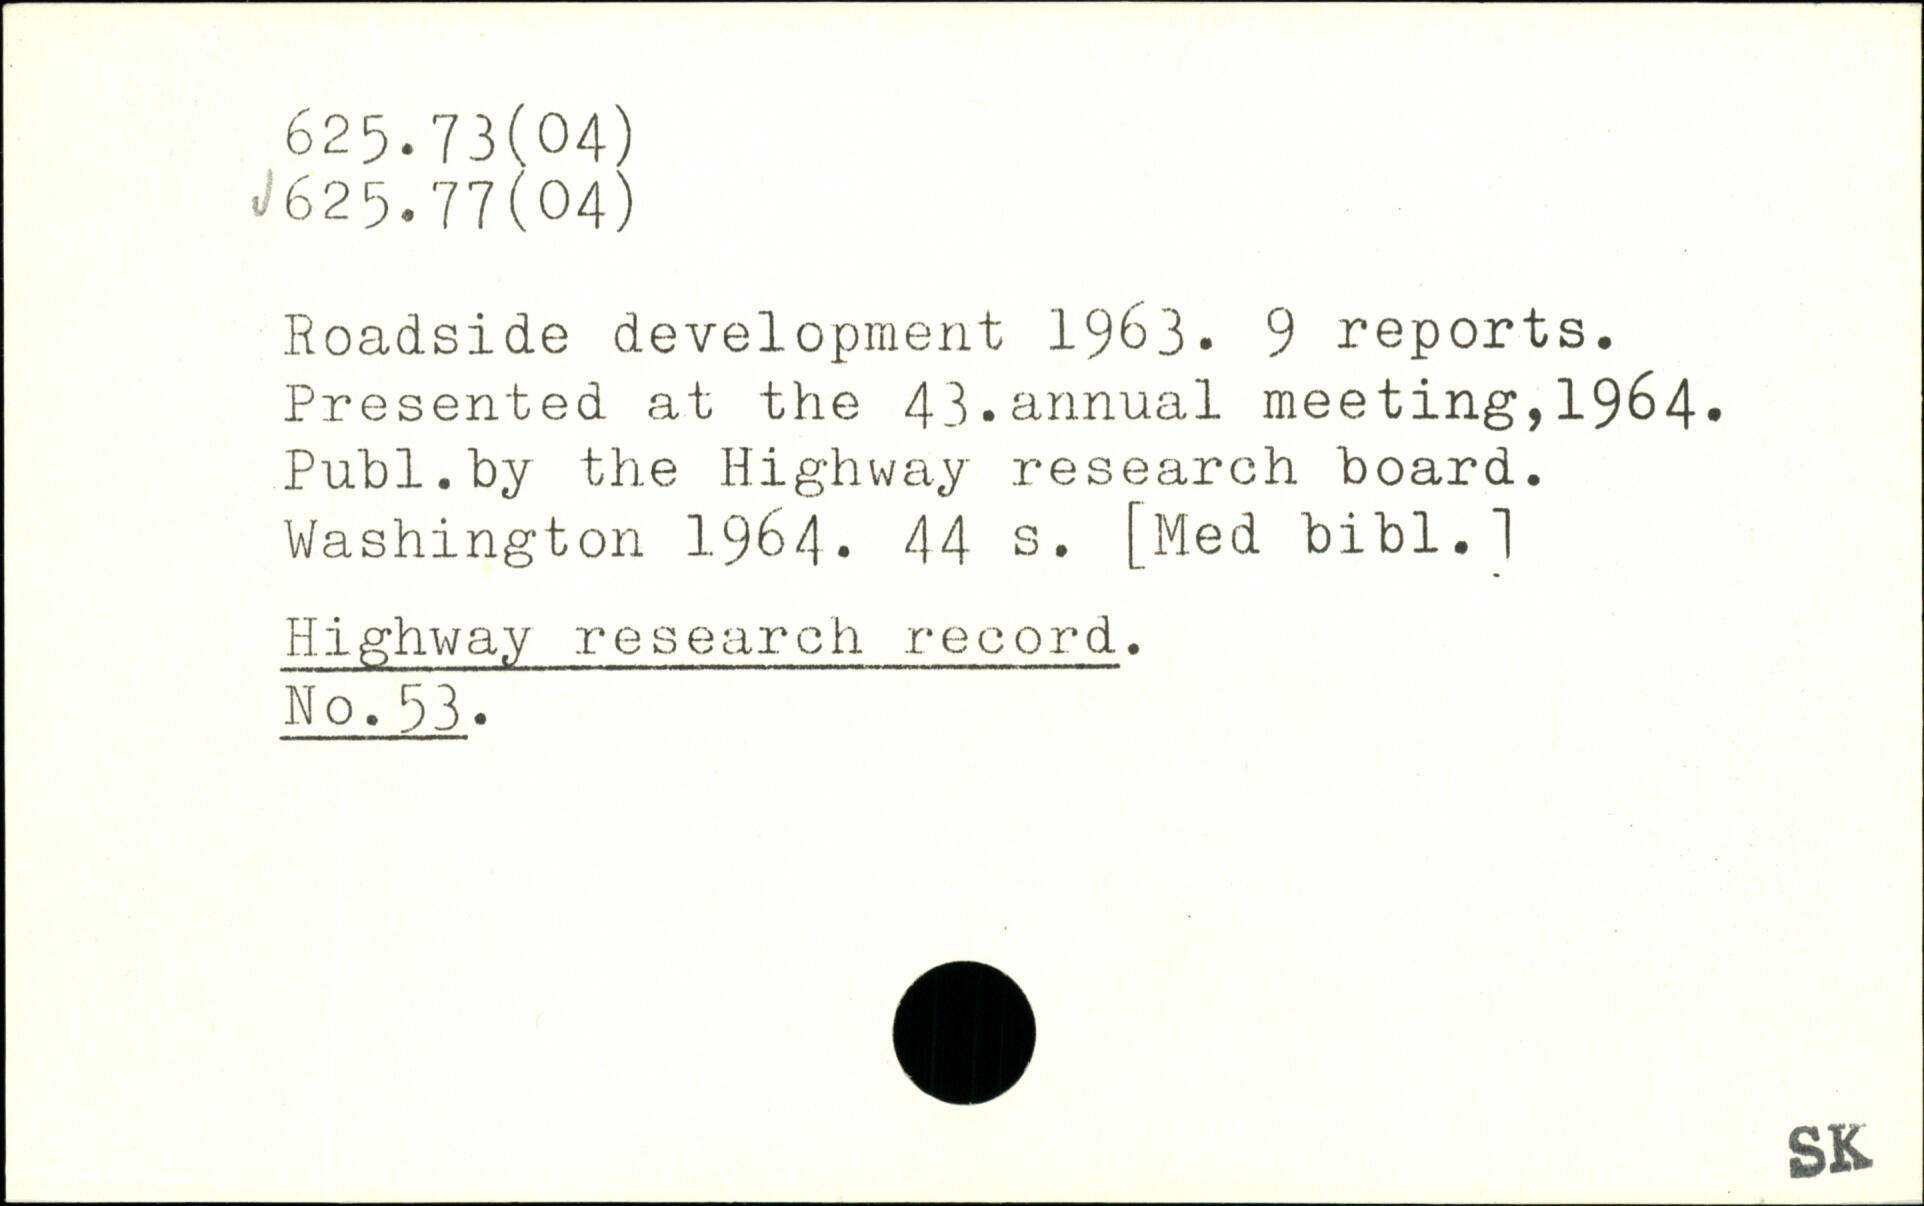 625.73(04)
√625.77(04)
Roadside development 1963. 9 reports.
Presented at the 43.annual meeting,1964.
Publ.by the Highway research board.
Washington 1964. 44 s. [Med bibl.]
Highway research record.
No.53.
SK